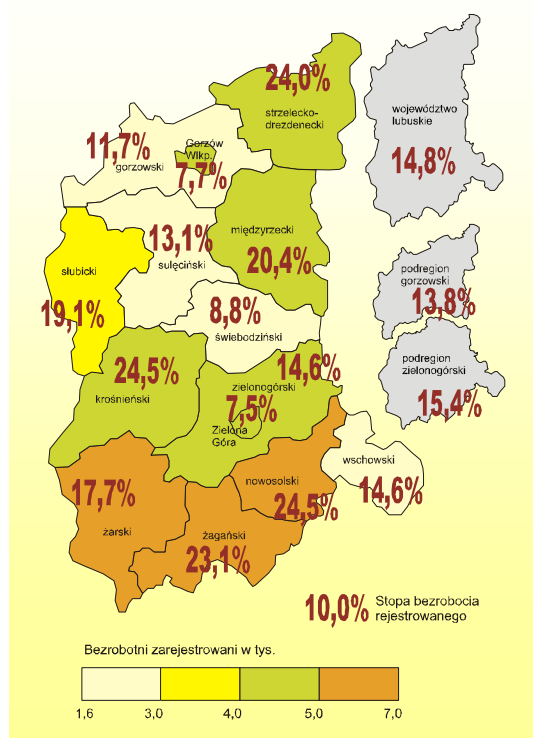 24,0%
strzelecko-
drezdenecki
województwo
lubuskie
14,8%
11,7%
gorzowski
Gorzów
Wlkp.
7,7%
międzyrzecki
20,4%
13,1%
sulęciński
słubicki
19,1%
podregion
gorzowski
13,8%
8,8%
świebodziński
podregion
zielonogórski
15,4%
24,5%
krośnieński
14,6%
zielonogórski
7,5%
Zielona
Góra
wschowski
14,6%
nowosolski
24,5%
17,7%
żarski
żagański
23,1%
10,0% Stopa bezrobocia
rejestrowanego
Bezrobotni zarejestrowani w tys.
1,6 3,0 4,0 5,0 7,0